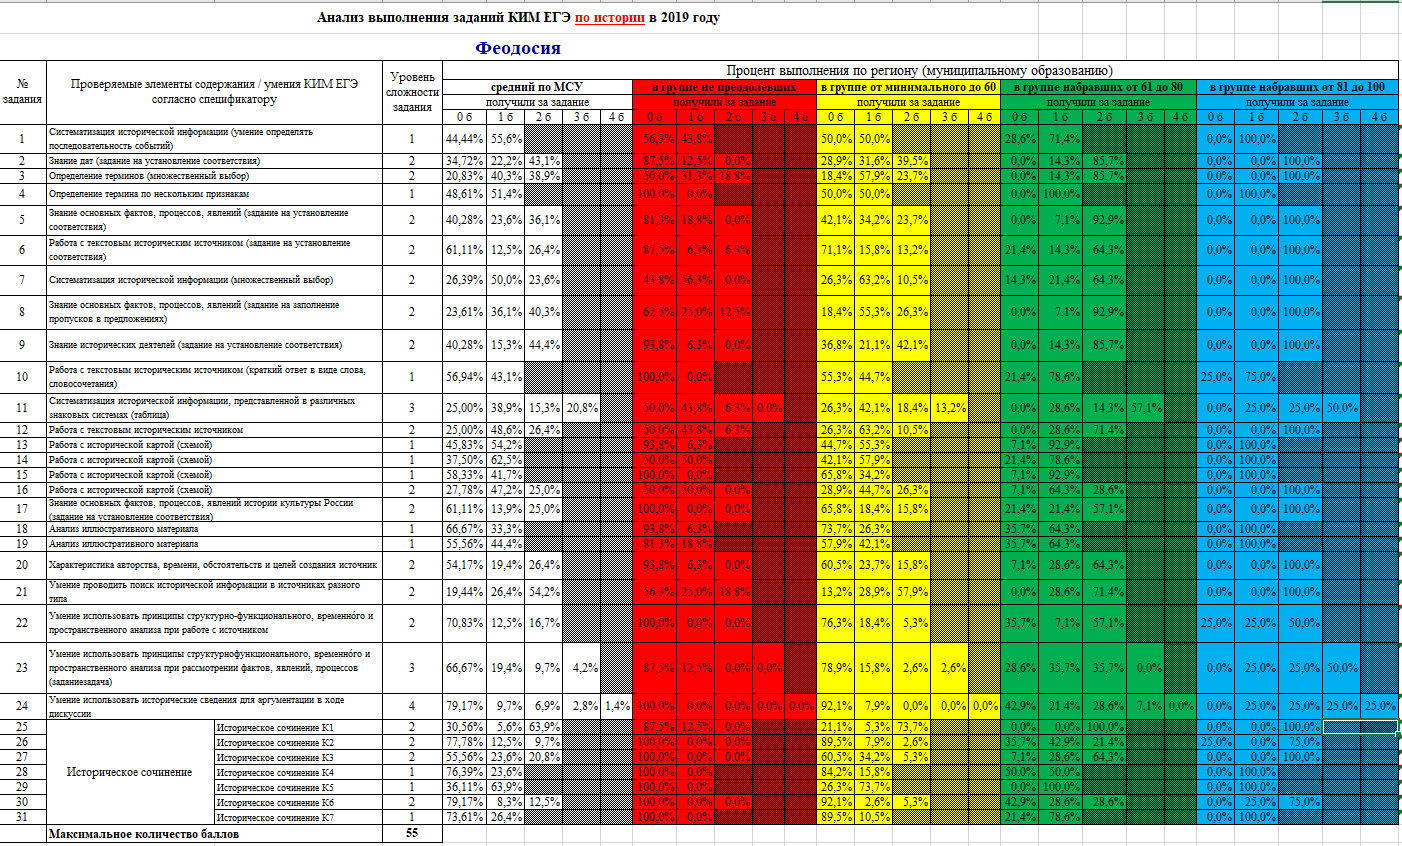 Анализ выполнения заданий КИМ ЕГЭ по истории в 2019 году
Феодосия
№ задания Проверяемые элементы содержания / умения КИМ ЕГЭ согласно спецификатору Уровень сложности задания Процент выполнения по региону (муниципальному образованию)
средний по МСУ в группе не преодолевших в группе от минимального до 60 в группе набравших от 61 до 80 в группе набравших от 81 до 100
получили за задание получили за задание получили за задание получили за задание получили за задание
0 б 1 б 2 б 3 б 4 б 0 б 1 б 2 б 3 б 4 б 0 б 1 б 2 б 3 б 4 б 0 б 1 б 2 б 3 б 4 б 0 б 1 б 2 б 3 б 4 б
1 Систематизация исторической информации (умение определять последовательность событий) 1 44,44% 55,6% 56,3% 43,8% 50,0% 50,0% 28,6% 71,4% 0,0% 100,0%
2 Знание дат (задание на установление соответствия) 2 34,72% 22,2% 43,1% 87,5% 12,5% 0,0% 28,9% 31,6% 39,5% 0,0% 14,3% 85,7% 0,0% 0,0% 100,0%
3 Определение терминов (множественный выбор) 2 20,83% 40,3% 38,9% 50,0% 31,3% 18,8% 18,4% 57,9% 23,7% 0,0% 14,3% 85,7% 0,0% 0,0% 100,0%
4 Определение термина по нескольким признакам 1 48,61% 51,4% 100,0% 0,0% 50,0% 50,0% 0,0% 100,0% 0,0% 100,0%
5 Знание основных фактов, процессов, явлений (задание на установление соответствия) 2 40,28% 23,6% 36,1% 81,3% 18,8% 0,0% 42,1% 34,2% 23,7% 0,0% 7,1% 92,9% 0,0% 0,0% 100,0%
6 Работа с текстовым историческим источником (задание на установление соответствия) 2 61,11% 12,5% 26,4% 87,5% 6,3% 6,3% 71,1% 15,8% 13,2% 21,4% 14,3% 64,3% 0,0% 0,0% 100,0%
7 Систематизация исторической информации (множественный выбор) 2 26,39% 50,0% 23,6% 43,8% 56,3% 0,0% 26,3% 63,2% 10,5% 14,3% 21,4% 64,3% 0,0% 0,0% 100,0%
8 Знание основных фактов, процессов, явлений (задание на заполнение пропусков в предложениях) 2 23,61% 36,1% 40,3% 62,5% 25,0% 12,5% 18,4% 55,3% 26,3% 0,0% 7,1% 92,9% 0,0% 0,0% 100,0%
9 Знание исторических деятелей (задание на установление соответствия) 2 40,28% 15,3% 44,4% 93,8% 6,3% 0,0% 36,8% 21,1% 42,1% 0,0% 14,3% 85,7% 0,0% 0,0% 100,0%
10 Работа с текстовым историческим источником (краткий ответ в виде слова, словосочетания) 1 56,94% 43,1% 100,0% 0,0% 55,3% 44,7% 21,4% 78,6% 25,0% 75,0%
11 Систематизация исторической информации, представленной в различных знаковых системах (таблица) 3 25,00% 38,9% 15,3% 20,8% 50,0% 43,8% 6,3% 0,0% 26,3% 42,1% 18,4% 13,2% 0,0% 28,6% 14,3% 57,1% 0,0% 25,0% 25,0% 50,0%
12 Работа с текстовым историческим источником 2 25,00% 48,6% 26,4% 50,0% 43,8% 6,3% 26,3% 63,2% 10,5% 0,0% 28,6% 71,4% 0,0% 0,0% 100,0%
13 Работа с исторической картой (схемой) 1 45,83% 54,2% 93,8% 6,3% 44,7% 55,3% 7,1% 92,9% 0,0% 100,0%
14 Работа с исторической картой (схемой) 1 37,50% 62,5% 50,0% 50,0% 42,1% 57,9% 21,4% 78,6% 0,0% 100,0%
15 Работа с исторической картой (схемой) 1 58,33% 41,7% 100,0% 0,0% 65,8% 34,2% 7,1% 92,9% 0,0% 100,0%
16 Работа с исторической картой (схемой) 2 27,78% 47,2% 25,0% 50,0% 50,0% 0,0% 28,9% 44,7% 26,3% 7,1% 64,3% 28,6% 0,0% 0,0% 100,0%
17 Знание основных фактов, процессов, явлений истории культуры России (задание на установление соответствия) 2 61,11% 13,9% 25,0% 100,0% 0,0% 0,0% 65,8% 18,4% 15,8% 21,4% 21,4% 57,1% 0,0% 0,0% 100,0%
18 Анализ иллюстративного материала 1 66,67% 33,3% 93,8% 6,3% 73,7% 26,3% 35,7% 64,3% 0,0% 100,0%
19 Анализ иллюстративного материала 1 55,56% 44,4% 81,3% 18,8% 57,9% 42,1% 35,7% 64,3% 0,0% 100,0%
20 Характеристика авторства, времени, обстоятельств и целей создания источник 2 54,17% 19,4% 26,4% 93,8% 6,3% 0,0% 60,5% 23,7% 15,8% 7,1% 28,6% 64,3% 0,0% 0,0% 100,0%
21 Умение проводить поиск исторической информации в источниках разного типа 2 19,44% 26,4% 54,2% 56,3% 25,0% 18,8% 13,2% 28,9% 57,9% 0,0% 28,6% 71,4% 0,0% 0,0% 100,0%
22 Умение использовать принципы структурно-функционального, временно́го и пространственного анализа при работе с источником 2 70,83% 12,5% 16,7% 100,0% 0,0% 0,0% 76,3% 18,4% 5,3% 35,7% 7,1% 57,1% 25,0% 25,0% 50,0%
23 Умение использовать принципы структурнофункционального, временно́го и пространственного анализа при рассмотрении фактов, явлений, процессов (заданиезадача) 3 66,67% 19,4% 9,7% 4,2% 87,5% 12,5% 0,0% 0,0% 78,9% 15,8% 2,6% 2,6% 28,6% 35,7% 35,7% 0,0% 0,0% 25,0% 25,0% 50,0%
24 Умение использовать исторические сведения для аргументации в ходе дискуссии 4 79,17% 9,7% 6,9% 2,8% 1,4% 100,0% 0,0% 0,0% 0,0% 0,0% 92,1% 7,9% 0,0% 0,0% 0,0% 42,9% 21,4% 28,6% 7,1% 0,0% 0,0% 25,0% 25,0% 25,0% 25,0%
25 Историческое сочинение К1 2 30,56% 5,6% 63,9% 87,5% 12,5% 0,0% 21,1% 5,3% 73,7% 0,0% 0,0% 100,0% 0,0% 0,0% 100,0%
26 Историческое сочинение К2 2 77,78% 12,5% 9,7% 100,0% 0,0% 0,0% 89,5% 7,9% 2,6% 35,7% 42,9% 21,4% 25,0% 0,0% 75,0%
27 Историческое сочинение К3 2 55,56% 23,6% 20,8% 100,0% 0,0% 0,0% 60,5% 34,2% 5,3% 7,1% 28,6% 64,3% 0,0% 0,0% 100,0%
28 Историческое сочинение Историческое сочинение К4 1 76,39% 23,6% 100,0% 0,0% 84,2% 15,8% 50,0% 50,0% 0,0% 100,0%
29 Историческое сочинение К5 1 36,11% 63,9% 100,0% 0,0% 26,3% 73,7% 0,0% 100,0% 0,0% 100,0%
30 Историческое сочинение К6 2 79,17% 8,3% 12,5% 100,0% 0,0% 0,0% 92,1% 2,6% 5,3% 42,9% 28,6% 28,6% 0,0% 25,0% 75,0%
31 Историческое сочинение К7 1 73,61% 26,4% 100,0% 0,0% 89,5% 10,5% 21,4% 78,6% 0,0% 100,0%
Максимальное количество баллов 55